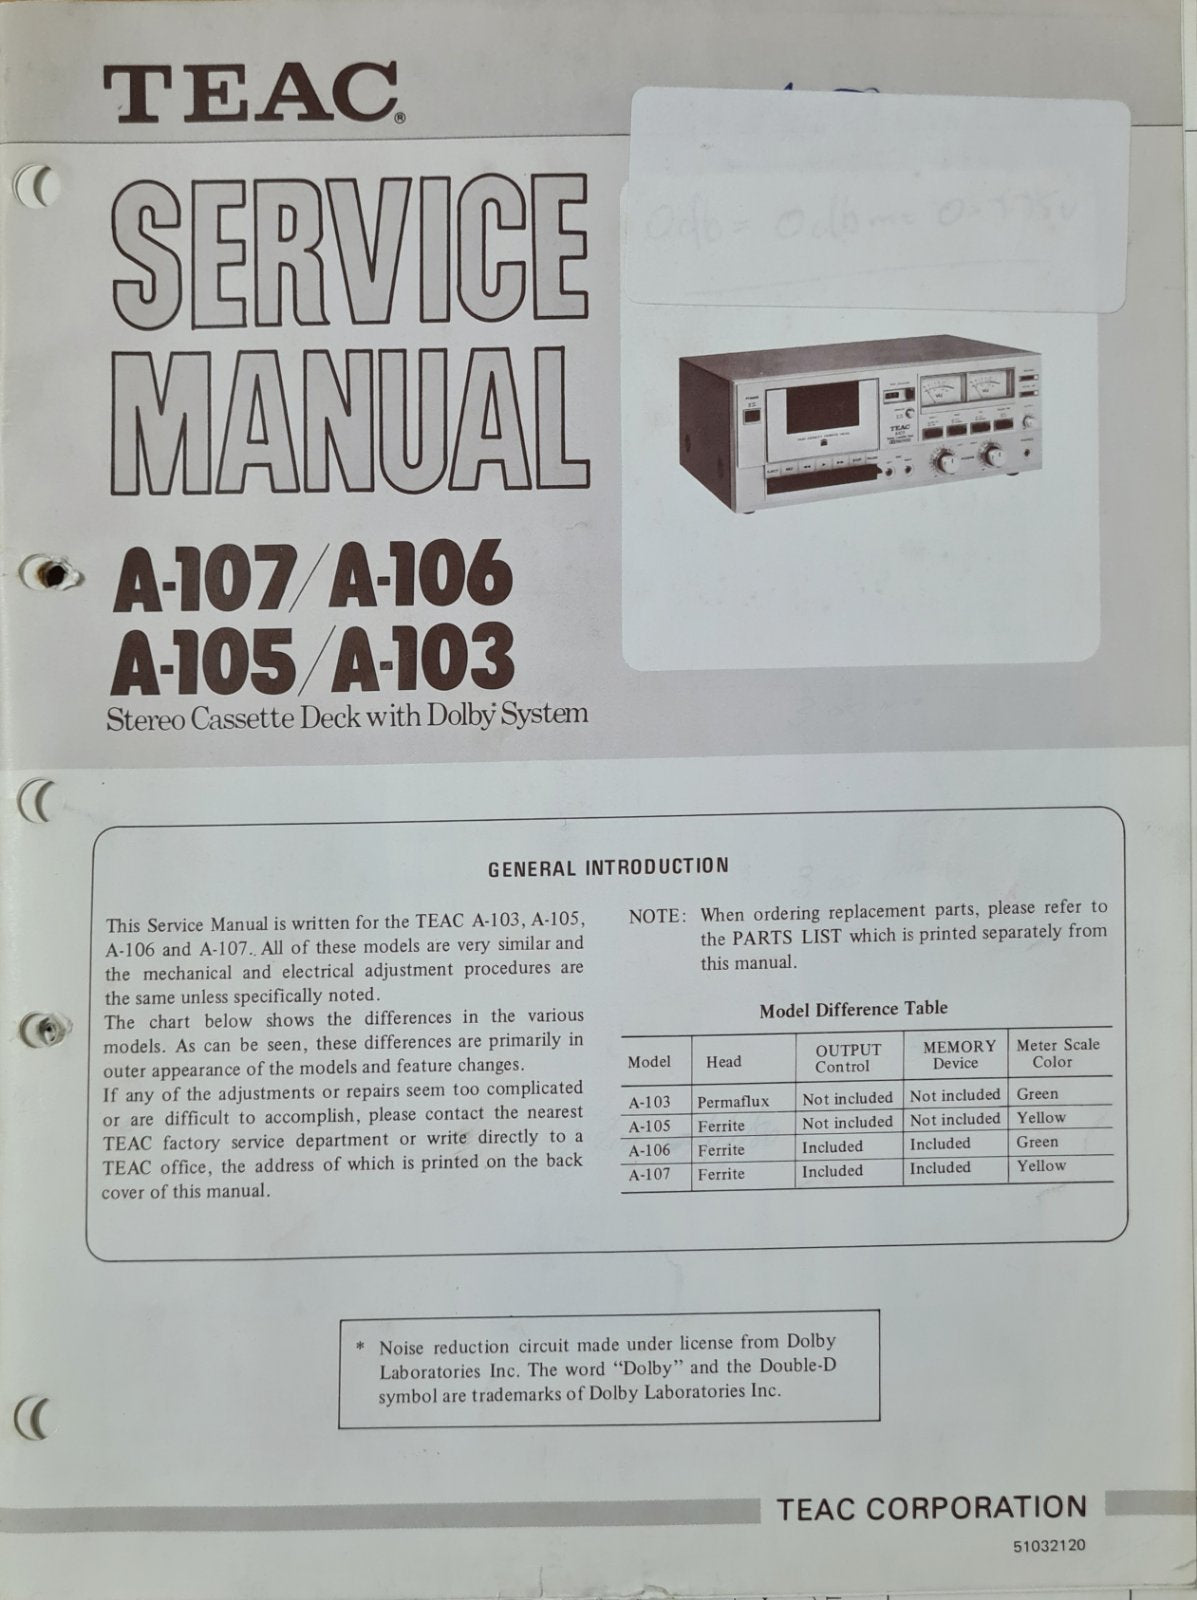 TEAC®
SERVICE
MANUAL
A-107/A-106
A-105/A-103
Stereo Cassette Deck with Dolby* System
0db = 0dbm = 0.775v
TEAC
GENERAL INTRODUCTION
This Service Manual is written for the TEAC A-103, A-105,
A-106 and A-107. All of these models are very similar and
the mechanical and electrical adjustment procedures are
the same unless specifically noted.
The chart below shows the differences in the various
models. As can be seen, these differences are primarily in
outer appearance of the models and feature changes.
If any of the adjustments or repairs seem too complicated
or are difficult to accomplish, please contact the nearest
TEAC factory service department or write directly to a
TEAC office, the address of which is printed on the back
cover of this manual.
NOTE: When ordering replacement parts, please refer to
the PARTS LIST which is printed separately from
this manual.
Model Difference Table
Model Head OUTPUT Control MEMORY Device Meter Scale Color
A-103 Permaflux Not included Not included Green
A-105 Ferrite Not included Not included Yellow
A-106 Ferrite Included Included Green
A-107 Ferrite Included Included Yellow
* Noise reduction circuit made under license from Dolby
Laboratories Inc. The word “Dolby” and the Double-D
symbol are trademarks of Dolby Laboratories Inc.
TEAC CORPORATION
51032120